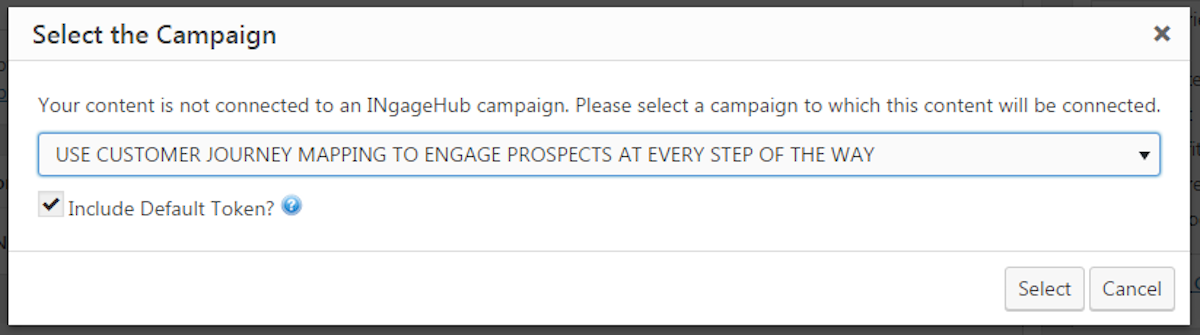 Select the Campaign
Your content is not connected to an INgageHub campaign. Please select a campaign to which this content will be connected.
USE CUSTOMER JOURNEY MAPPING TO ENGAGE PROSPECTS AT EVERY STEP OF THE WAY
Include Default Token? ?
Select Cancel